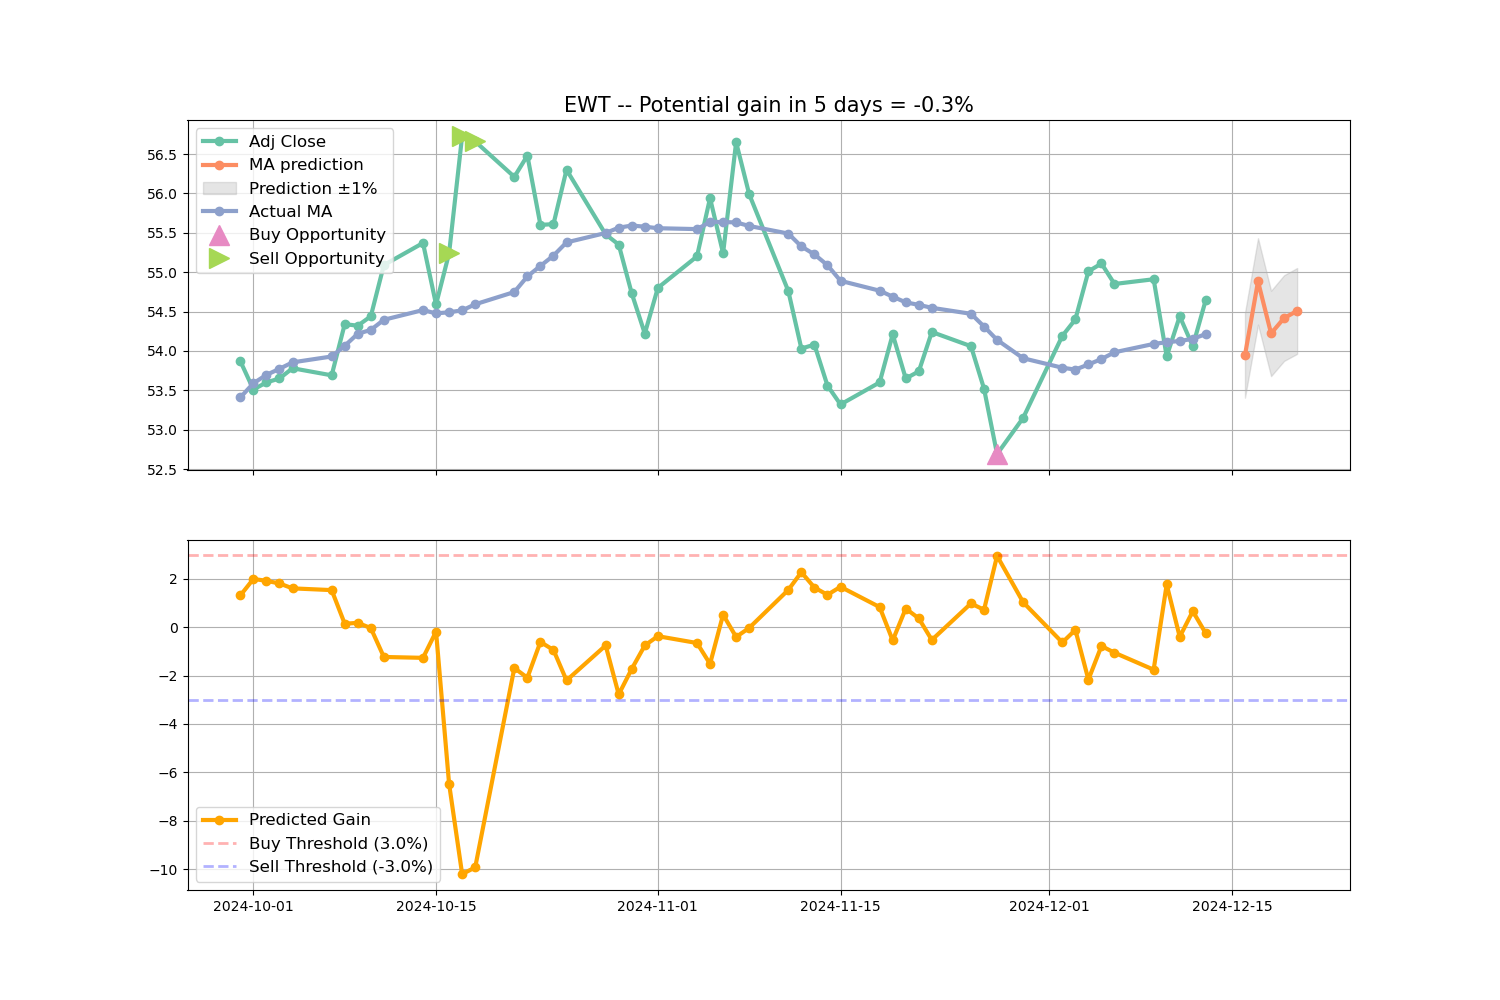 EWT -- Potential gain in 5 days = -0.3%
Adj Close
MA prediction
Prediction ±1%
Actual MA
Buy Opportunity
Sell Opportunity
56.5
56.0
55.5
55.0
54.5
54.0
53.5
53.0
52.5
2
0
−2
−4
−6
−8
−10
Predicted Gain
Buy Threshold (3.0%)
Sell Threshold (-3.0%)
2024-10-01 2024-10-15 2024-11-01 2024-11-15 2024-12-01 2024-12-15